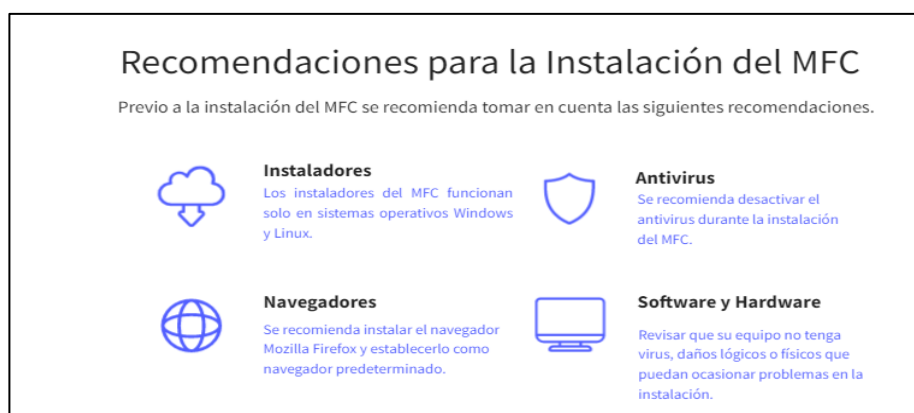 Recomendaciones para la Instalación del MFC
Previo a la instalación del MFC se recomienda tomar en cuenta las siguientes recomendaciones.
Instaladores
Los instaladores del MFC funcionan
solo en sistemas operativos Windows
y Linux.
Antivirus
Se recomienda desactivar el
antivirus durante la instalación
del MFC.
Navegadores
Se recomienda instalar el navegador
Mozilla Firefox y establecerlo como
navegador predeterminado.
Software y Hardware
Revisar que su equipo no tenga
virus, daños lógicos o físicos que
puedan ocasionar problemas en la
instalación.